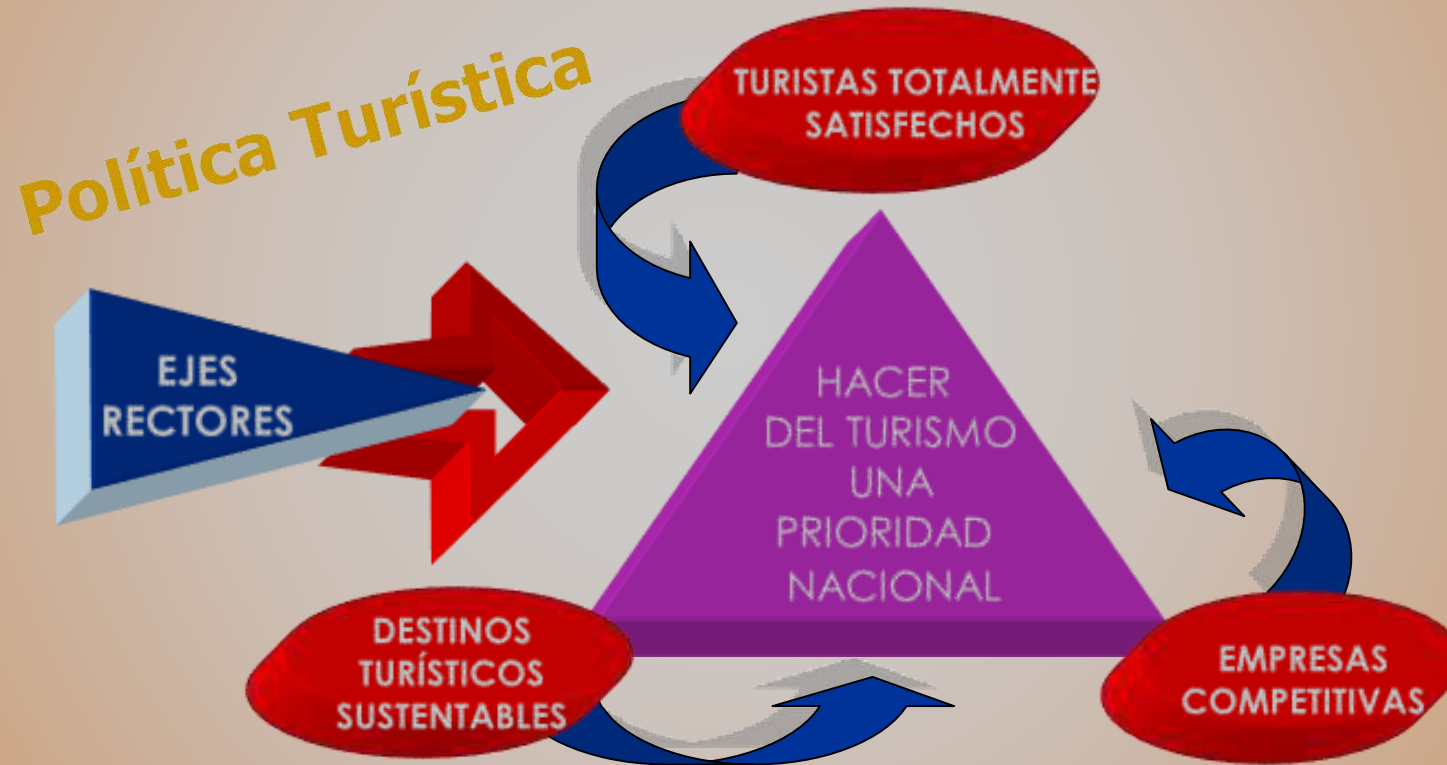 Política Turística
TURISTAS TOTALMENTE
SATISFECHOS
EJES
RECTORES
HACER
DEL TURISMO
UNA
PRIORIDAD
NACIONAL
DESTINOS
TURÍSTICOS
SUSTENTABLES
EMPRESAS
COMPETITIVAS